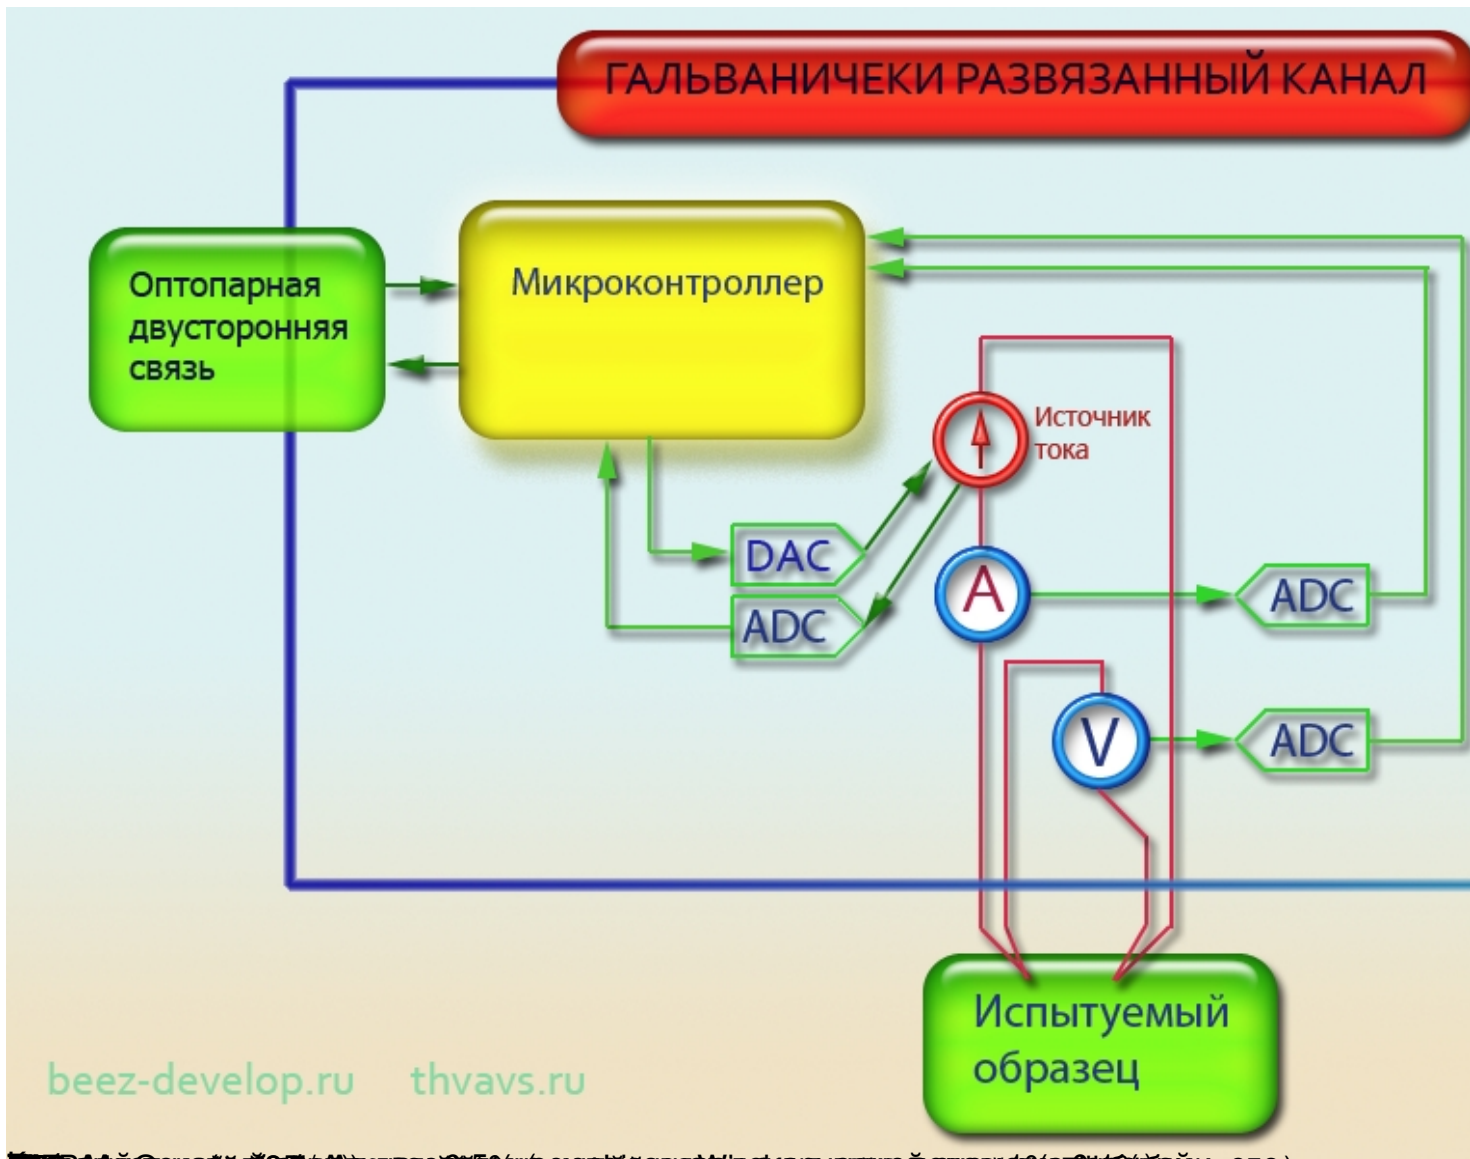 ГАЛЬВАНИЧЕКИ РАЗВЯЗАННЫЙ КАНАЛ
Оптопарная
двусторонняя
связь
Микроконтроллер
Источник
тока
DAC
ADC
A
ADC
V
ADC
Испытуемый
образец
beez-develop.ru thvavs.ru